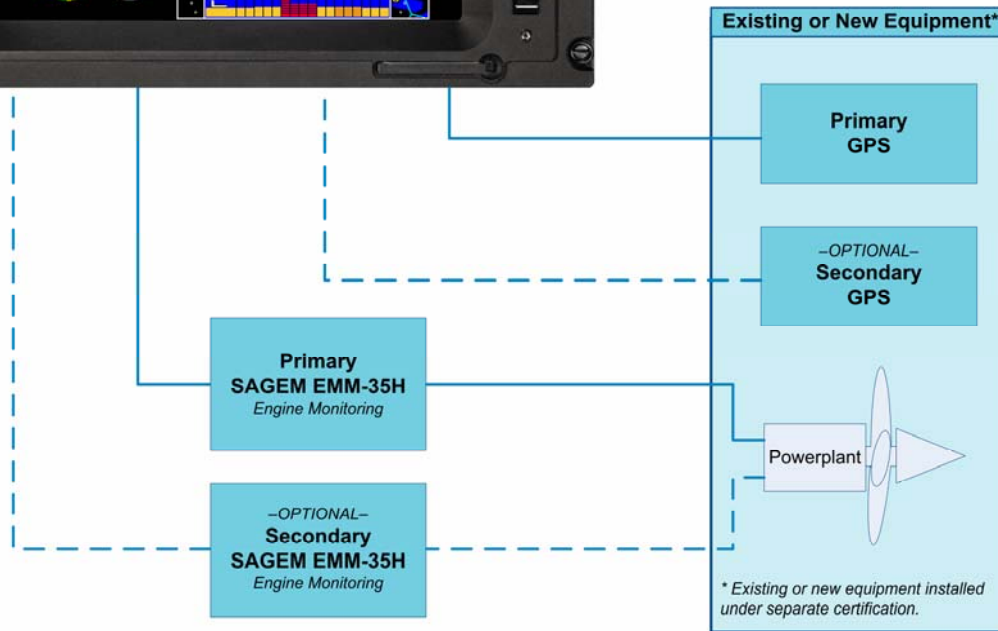 Existing or New Equipment*
Primary
GPS
–OPTIONAL–
Secondary
GPS
Primary
SAGEM EMM-35H
Engine Monitoring
Powerplant
–OPTIONAL–
Secondary
SAGEM EMM-35H
Engine Monitoring
* Existing or new equipment installed
under separate certification.